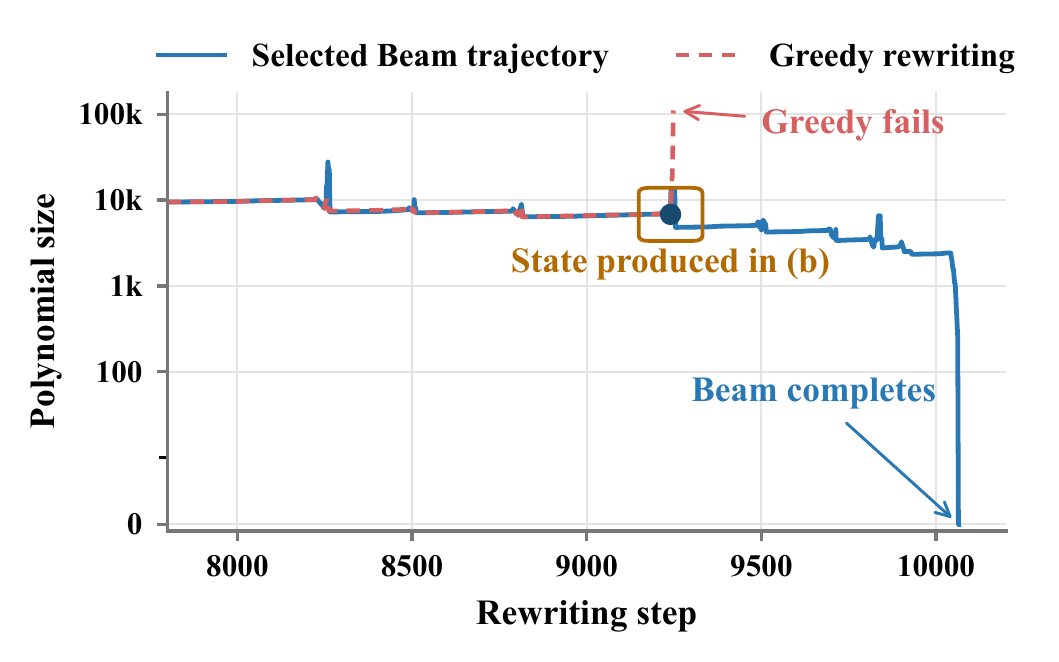 Selected Beam trajectory
Greedy rewriting
100k
Greedy fails
10k
State produced in (b)
1k
Polynomial size
100
Beam completes
0
8000 8500 9000 9500 10000
Rewriting step